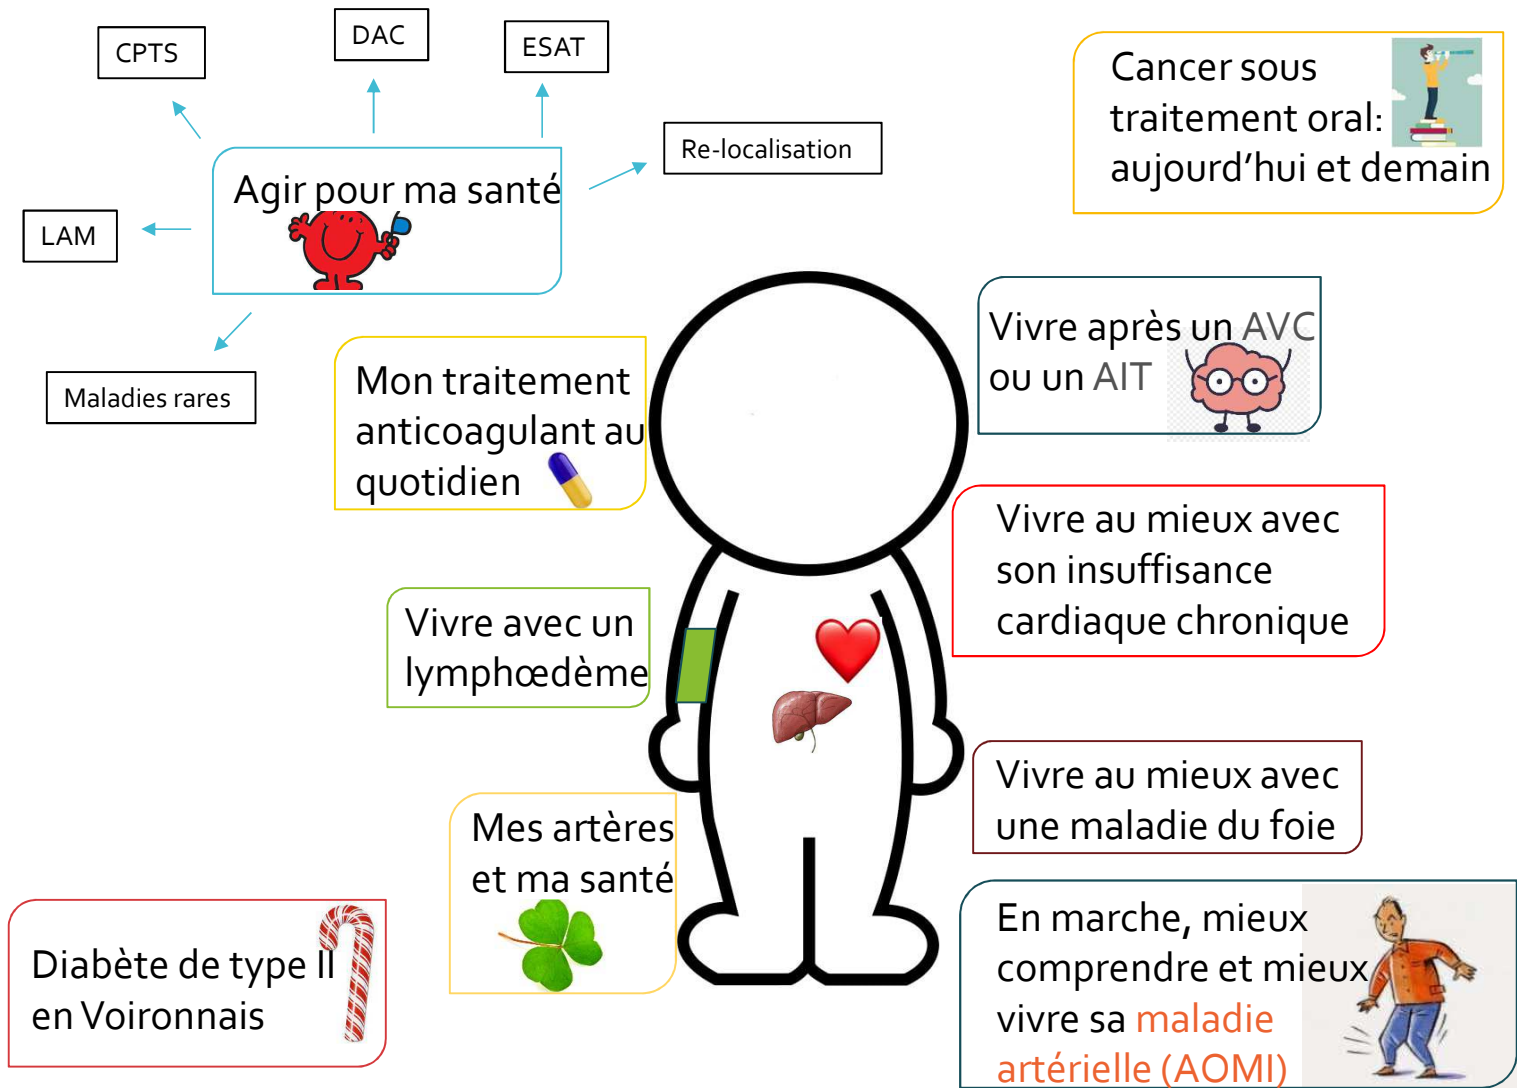 CPTS
DAC
ESAT
Re-localisation
Agir pour ma santé
LAM
Maladies rares
Cancer sous
traitement oral:
aujourd’hui et demain
Mon traitement
anticoagulant au
quotidien
Vivre après un AVC
ou un AIT
Vivre au mieux avec
son insuffisance
cardiaque chronique
Vivre avec un
lymphœdème
Vivre au mieux avec
une maladie du foie
Mes artères
et ma santé
En marche, mieux
comprendre et mieux
vivre sa maladie
artérielle (AOMI)
Diabète de type II
en Voironnais